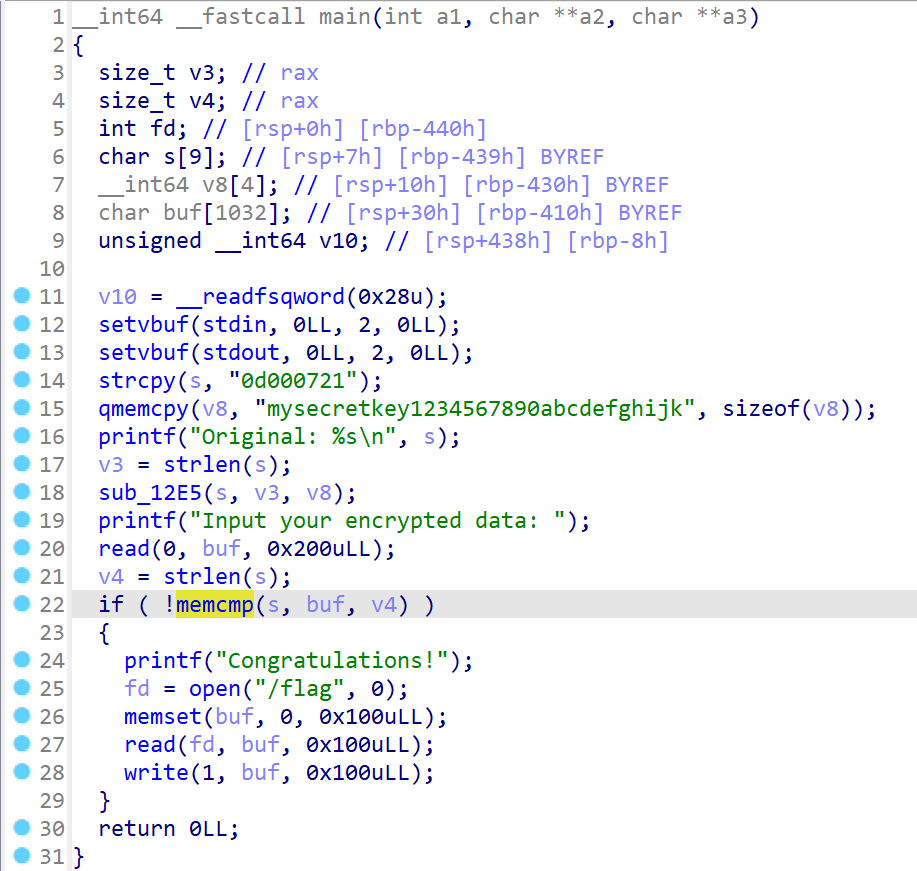 1 __int64 __fastcall main(int a1, char **a2, char **a3)
2 {
3   size_t v3; // rax
4   size_t v4; // rax
5   int fd; // [rsp+0h] [rbp-440h]
6   char s[9]; // [rsp+7h] [rbp-439h] BYREF
7   __int64 v8[4]; // [rsp+10h] [rbp-430h] BYREF
8   char buf[1032]; // [rsp+30h] [rbp-410h] BYREF
9   unsigned __int64 v10; // [rsp+438h] [rbp-8h]
10
11   v10 = __readfsqword(0x28u);
12   setvbuf(stdin, 0LL, 2, 0LL);
13   setvbuf(stdout, 0LL, 2, 0LL);
14   strcpy(s, "0d000721");
15   qmemcpy(v8, "mysecretkey1234567890abcdefghijk", sizeof(v8));
16   printf("Original: %s\n", s);
17   v3 = strlen(s);
18   sub_12E5(s, v3, v8);
19   printf("Input your encrypted data: ");
20   read(0, buf, 0x200uLL);
21   v4 = strlen(s);
22   if ( !memcmp(s, buf, v4) )
23   {
24     printf("Congratulations!");
25     fd = open("/flag", 0);
26     memset(buf, 0, 0x100uLL);
27     read(fd, buf, 0x100uLL);
28     write(1, buf, 0x100uLL);
29   }
30   return 0LL;
31 }